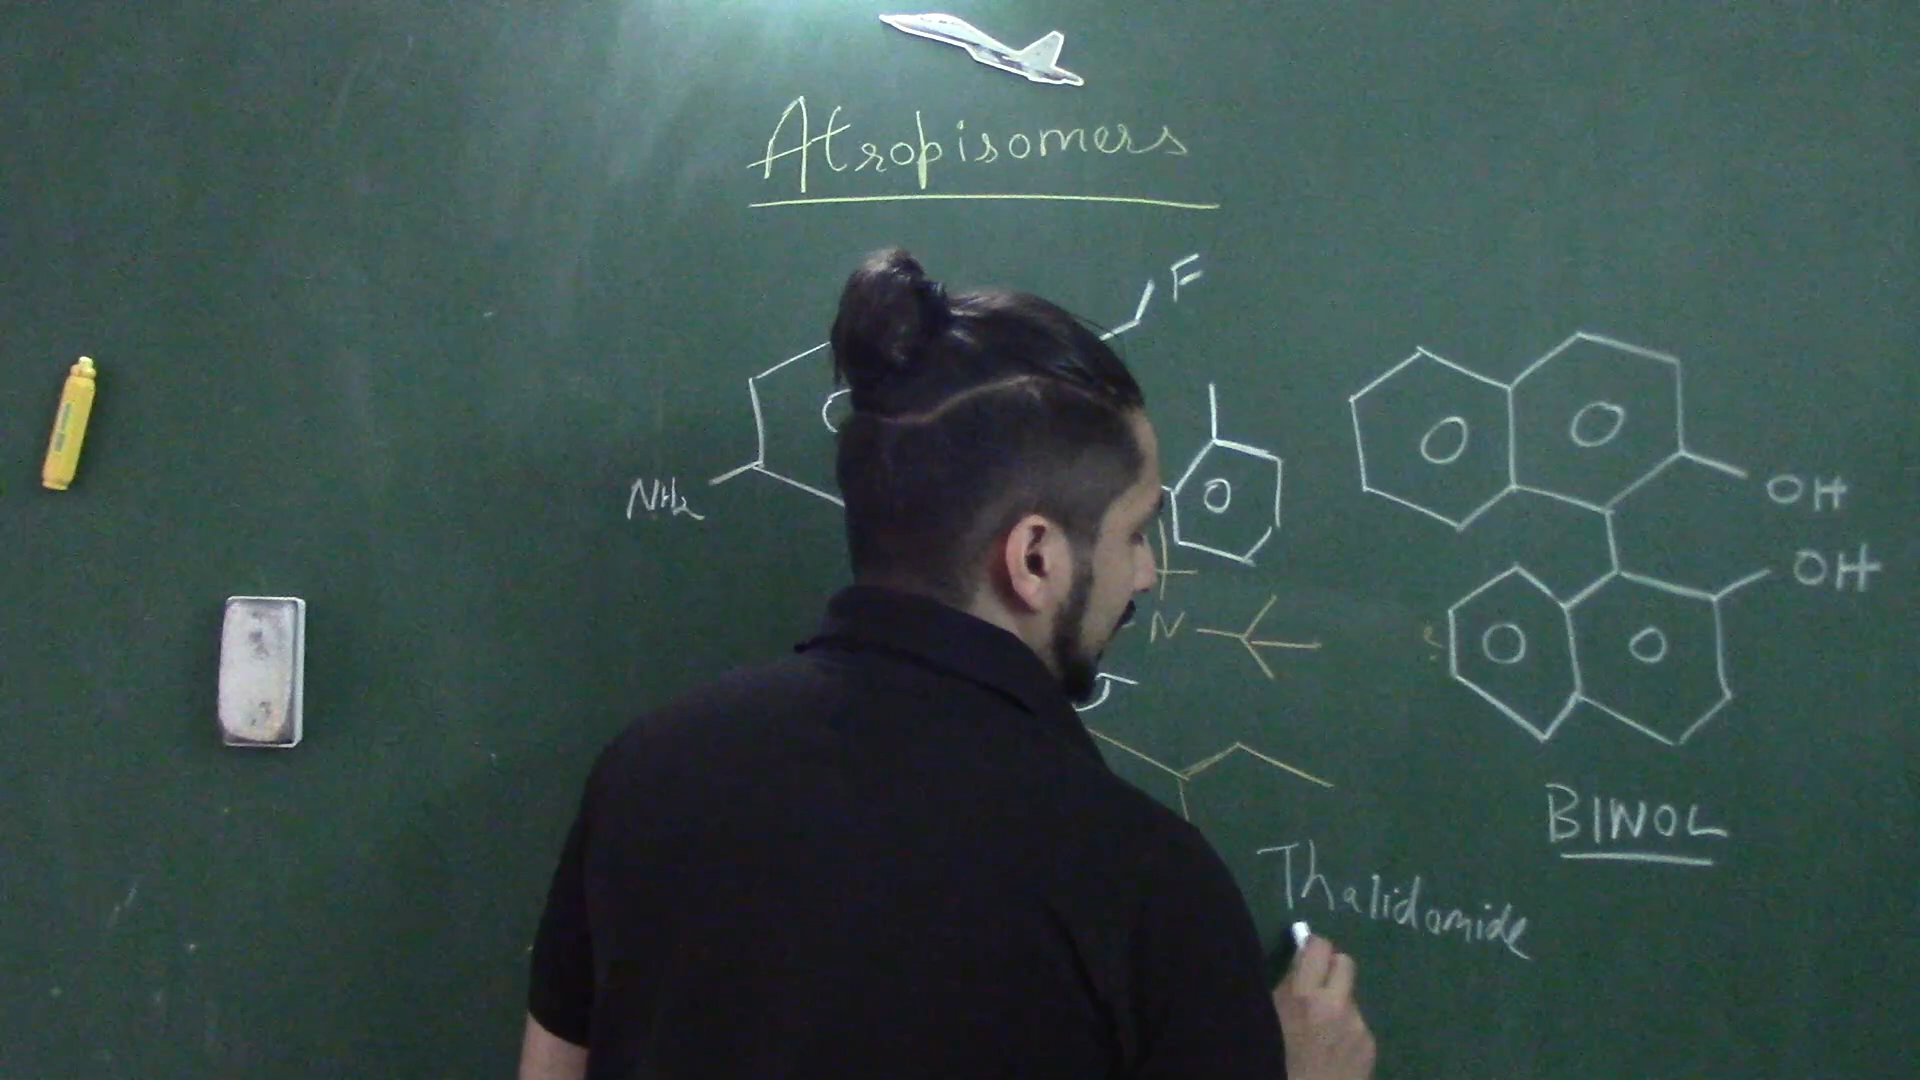 Atropisomers
F
NH2
O
O
OH
O
OH
N
O
O
BINOL
Thalidomide